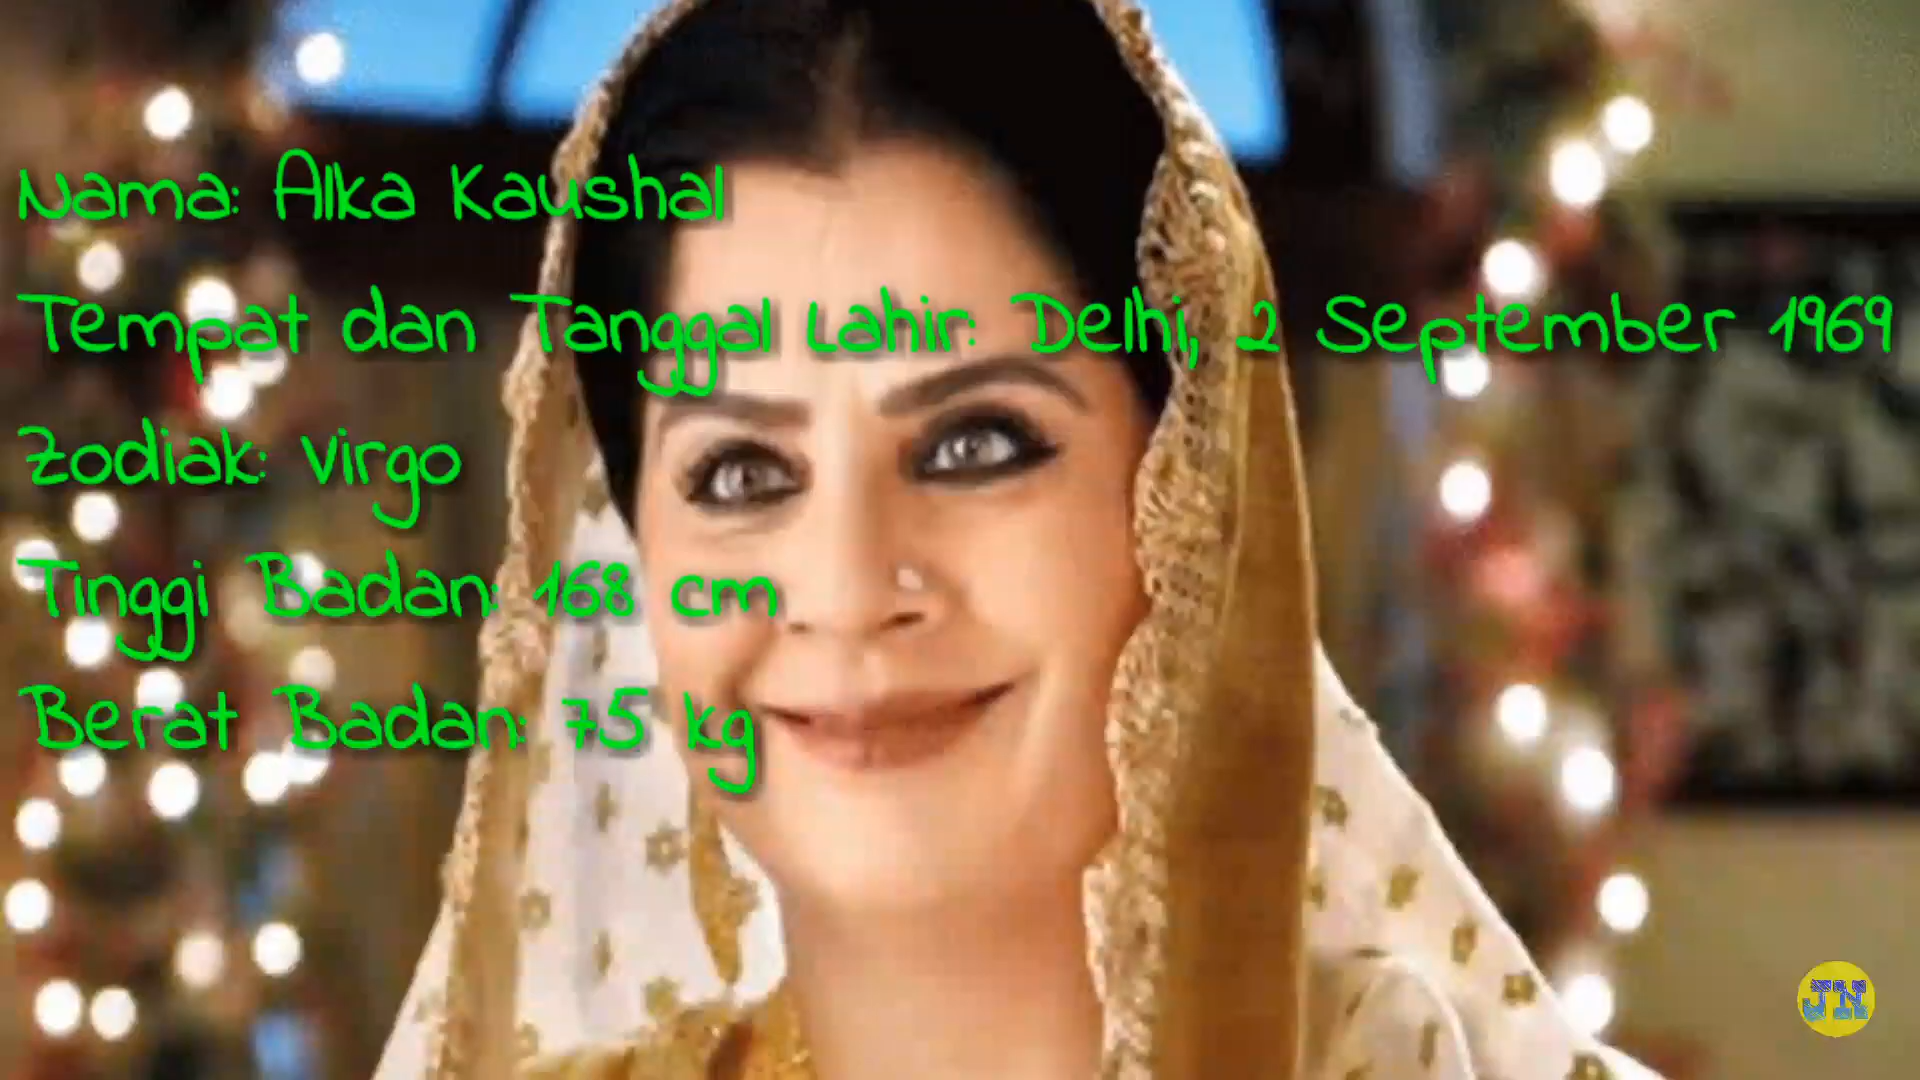 Nama: Alka Kaushal
Tempat dan Tanggal Lahir: Delhi, 2 September 1969
Zodiak: Virgo
Tinggi Badan: 168 cm
Berat Badan: 75 kg
JN